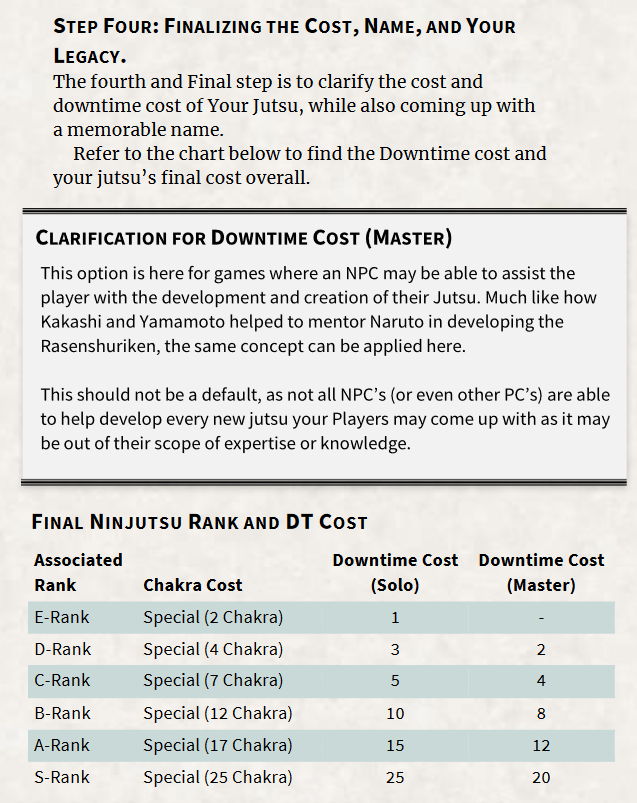 Step Four: Finalizing the Cost, Name, and Your
Legacy.
The fourth and Final step is to clarify the cost and
downtime cost of Your Jutsu, while also coming up with
a memorable name.
Refer to the chart below to find the Downtime cost and
your jutsu’s final cost overall.
Clarification for Downtime Cost (Master)
This option is here for games where an NPC may be able to assist the
player with the development and creation of their Jutsu. Much like how
Kakashi and Yamamoto helped to mentor Naruto in developing the
Rasenshuriken, the same concept can be applied here.
This should not be a default, as not all NPC’s (or even other PC’s) are able
to help develop every new jutsu your Players may come up with as it may
be out of their scope of expertise or knowledge.
Final Ninjutsu Rank and DT Cost
Associated Rank Chakra Cost Downtime Cost (Solo) Downtime Cost (Master)
E-Rank Special (2 Chakra) 1 -
D-Rank Special (4 Chakra) 3 2
C-Rank Special (7 Chakra) 5 4
B-Rank Special (12 Chakra) 10 8
A-Rank Special (17 Chakra) 15 12
S-Rank Special (25 Chakra) 25 20